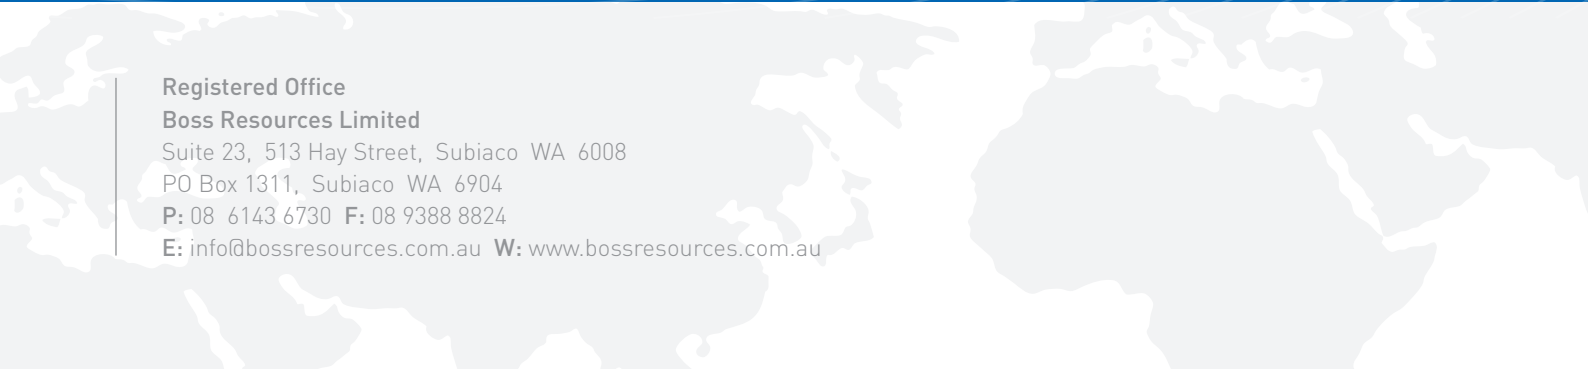 Registered Office
Boss Resources Limited
Suite 23, 513 Hay Street, Subiaco WA 6008
PO Box 1311, Subiaco WA 6904
P: 08 6143 6730 F: 08 9388 8824
E: info@bossresources.com.au W: www.bossresources.com.au